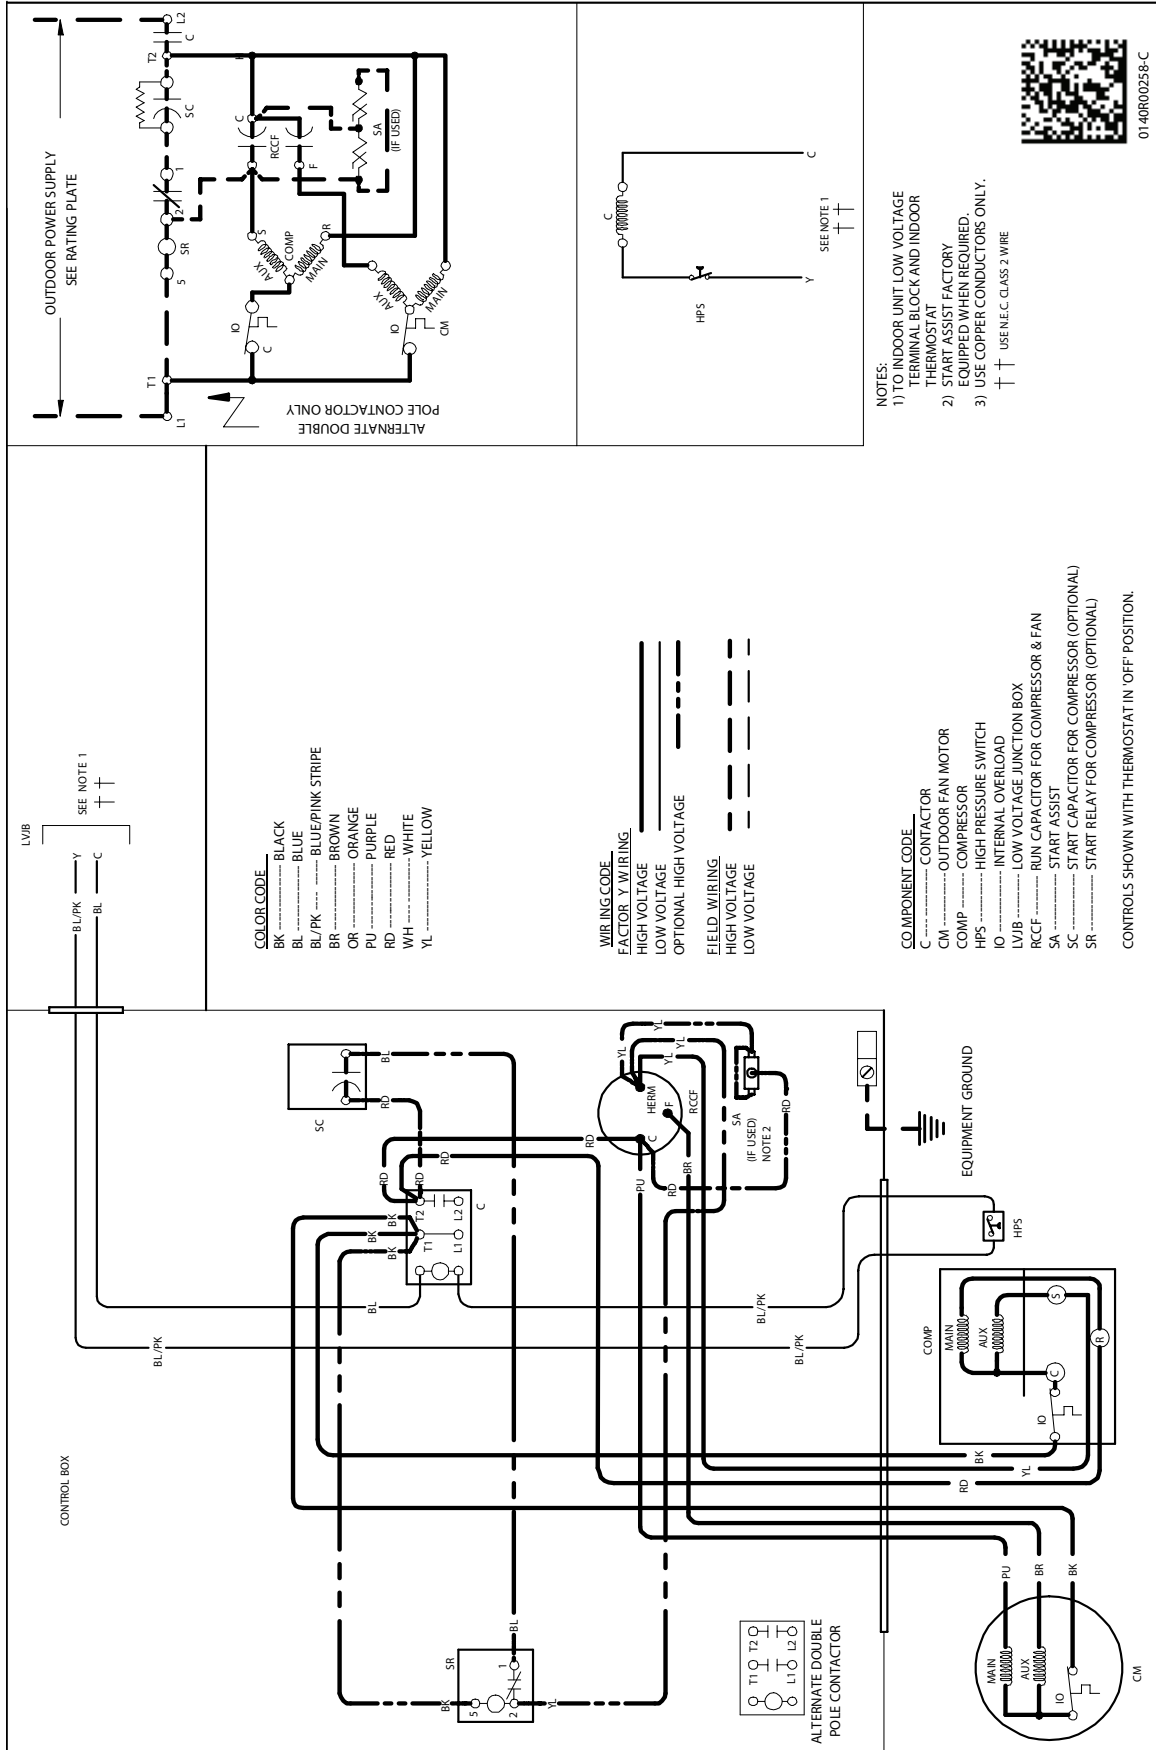 OUTDOOR POWER SUPPLY
SEE RATING PLATE
L1
T1
5
SR
2
1
SC
T2
C
L2
ALTERNATE DOUBLE
POLE CONTACTOR ONLY
C
IO
AUX
S
COMP
MAIN
R
RCCF
C
F
H
SA
(IF USED)
IO
CM
AUX
MAIN
C
HPS
Y
C
SEE NOTE 1
NOTES:
1) TO INDOOR UNIT LOW VOLTAGE
TERMINAL BLOCK AND INDOOR
THERMOSTAT
2) START ASSIST FACTORY
EQUIPPED WHEN REQUIRED.
3) USE COPPER CONDUCTORS ONLY.
USE N.E.C. CLASS 2 WIRE
0140R00258-C
LVJB
BL/PK
Y
BL
C
SEE NOTE 1
COLOR CODE
BK ------------ BLACK
BL ------------ BLUE
BL/PK ---- ------- BLUE/PINK STRIPE
BR ------------ BROWN
OR ------------ ORANGE
PU ------------ PURPLE
RD ------------ RED
WH ---- ------- WHITE
YL ------------ YELLOW
WIR ING CODE
FACTOR Y W IRING
HIGH VOLTAGE
LOW VOLTAGE
OPTIONAL HIGH VOLTAGE
FIELD WIRING
HIGH VOLTAGE
LOW VOLTAGE
CO MPONENT CODE
C ---- ---------- CONTACTOR
CM ------------ OUTDOOR FAN MOTOR
COMP --------- COMPRESSOR
HPS ------------ HIGH PRESSURE SWITCH
IO ------------ INTERNAL OVERLOAD
LVJB ------------ LOW VOLTAGE JUNCTION BOX
RCCF ------------ RUN CAPACITOR FOR COMPRESSOR & FAN
SA ------------ START ASSIST
SC ------------ START CAPACITOR FOR COMPRESSOR (OPTIONAL)
SR ------------ START RELAY FOR COMPRESSOR (OPTIONAL)
CONTROLS SHOWN WITH THERMOSTAT IN 'OFF' POSITION.
CONTROL BOX
BL/PK
BL
BK
BK
BK
T1
T2
L1
L2
C
RD
RD
RD
RD
SC
RD
BL
BL
SR
5
2
1
BK
YL
BL/PK
BL/PK
RD
C
HERM
F
RCCF
YL
YL
YL
YL
PU
RD
BR
SA
(IF USED)
NOTE 2
RD
EQUIPMENT GROUND
HPS
COMP
MAIN
AUX
S
R
C
IO
BK
YL
RD
PU
BR
BK
MAIN
AUX
IO
CM
T1
T2
L1
L2
ALTERNATE DOUBLE
POLE CONTACTOR